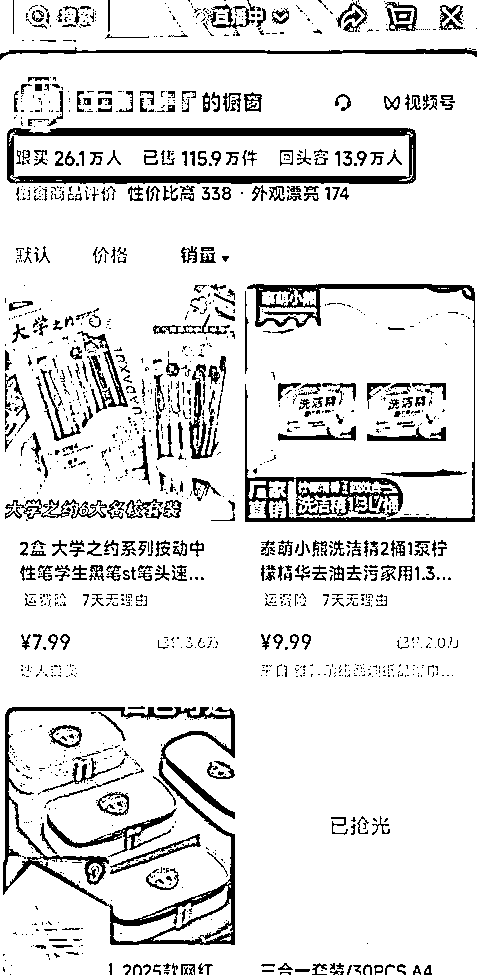 搜索 直播中
的橱窗 视频号
跟买 26.1万人 已售 115.9万件 回头客 13.9万人
橱窗商品评价 性价比高 338 · 外观漂亮 174
默认 价格 销量
大学之约
大学之约6大名校套装
泰萌小熊
洗洁精 洗洁精
厂家直销
洗洁精1.3L/桶
2盒 大学之约系列按动中
性笔学生黑笔st笔头速...
运费险 7天无理由
¥7.99 已售3.6万
泰萌小熊洗洁精2桶1泵柠
檬精华去油去污家用1.3...
运费险 7天无理由
¥9.99 已售2.0万
已抢光
2025款网红
三合一套装/30PCS A4